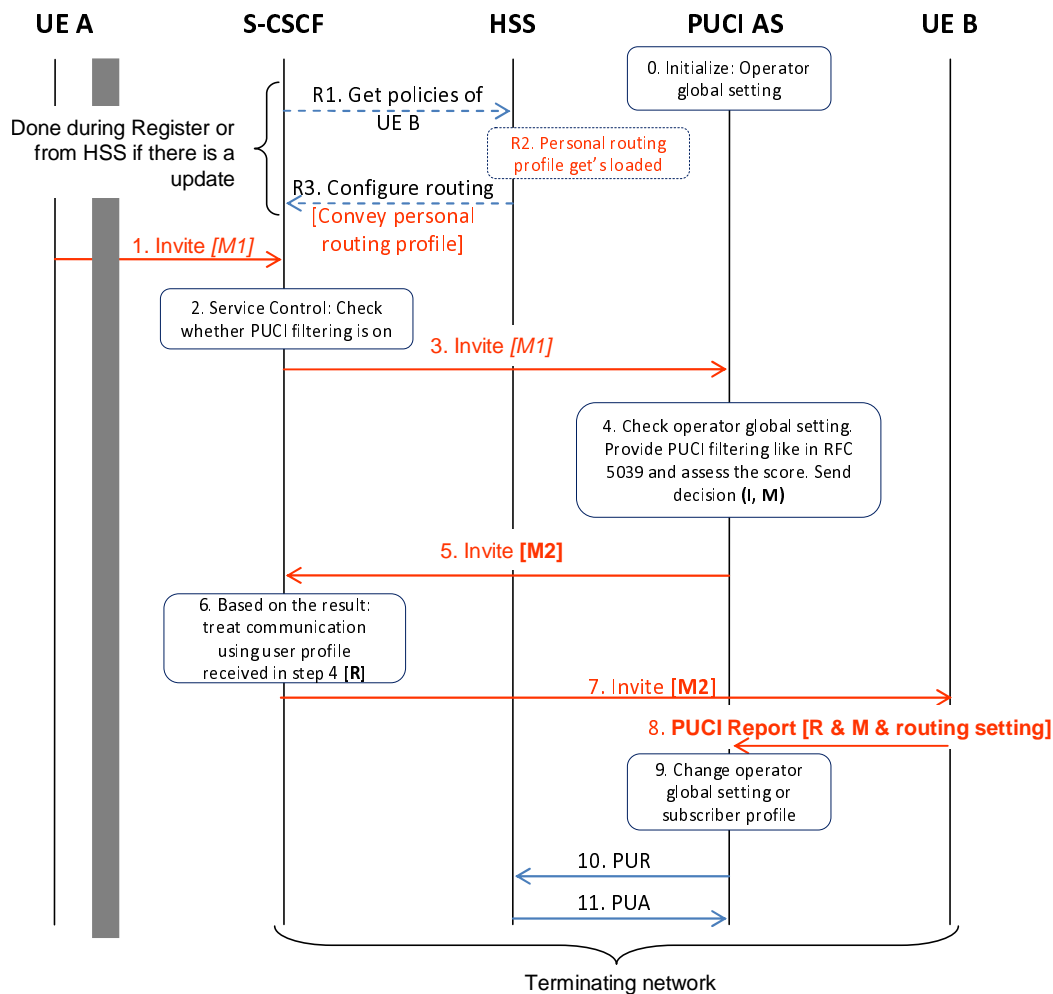 UE A
S-CSCF
HSS
PUCI AS
UE B
0. Initialize: Operator
global setting
R1. Get policies of
UE B
Done during Register or
from HSS if there is a
update
R2. Personal routing
profile get's loaded
R3. Configure routing
[Convey personal
routing profile]
1. Invite [M1]
2. Service Control: Check
whether PUCI filtering is on
3. Invite [M1]
4. Check operator global setting.
Provide PUCI filtering like in RFC
5039 and assess the score. Send
decision (I, M)
5. Invite [M2]
6. Based on the result:
treat communication
using user profile
received in step 4 [R]
7. Invite [M2]
8. PUCI Report [R & M & routing setting]
9. Change operator
global setting or
subscriber profile
10. PUR
11. PUA
Terminating network